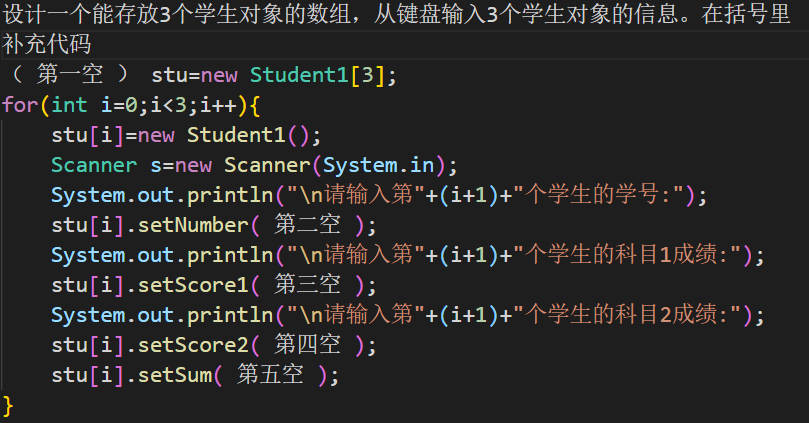 设计一个能存放3个学生对象的数组，从键盘输入3个学生对象的信息。在括号里
补充代码
（ 第一空 ） stu=new Student1[3];
for(int i=0;i<3;i++){
    stu[i]=new Student1();
    Scanner s=new Scanner(System.in);
    System.out.println("\n请输入第"+(i+1)+"个学生的学号:");
    stu[i].setNumber( 第二空 );
    System.out.println("\n请输入第"+(i+1)+"个学生的科目1成绩:");
    stu[i].setScore1( 第三空 );
    System.out.println("\n请输入第"+(i+1)+"个学生的科目2成绩:");
    stu[i].setScore2( 第四空 );
    stu[i].setSum( 第五空 );
}